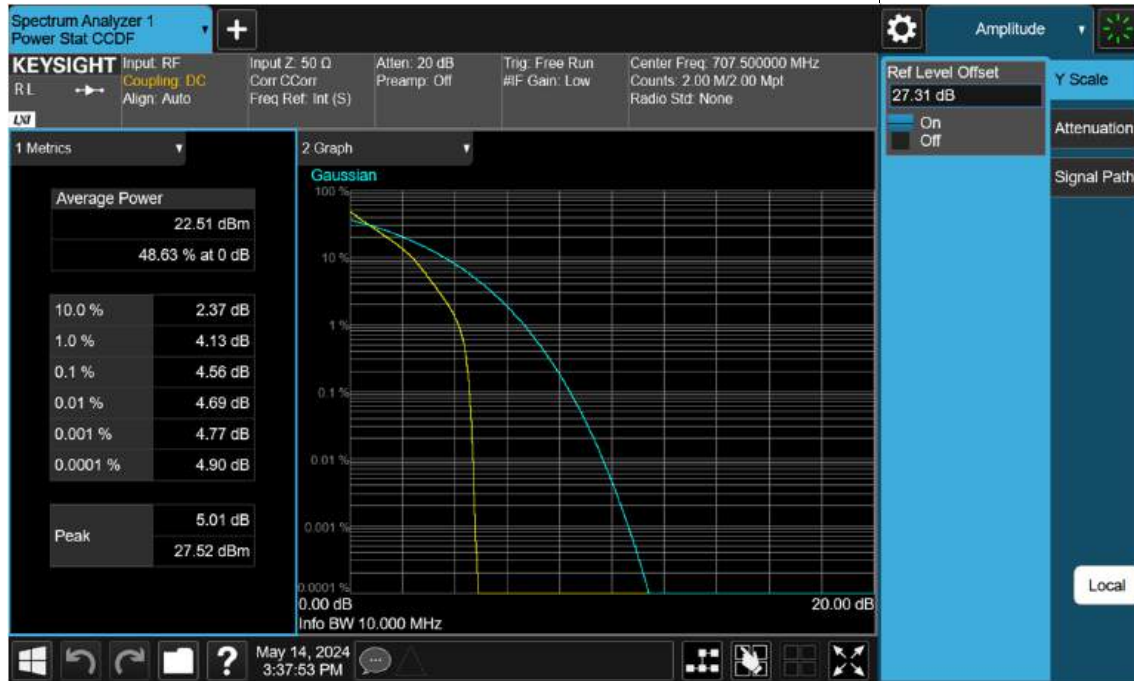 Spectrum Analyzer 1
Power Stat CCDF
+
Amplitude
KEYSIGHT
R L
LXI
Input: RF
Coupling: DC
Align: Auto
Input Z: 50 Ω
Corr CCorr
Freq Ref: Int (S)
Atten: 20 dB
Preamp: Off
Trig: Free Run
#IF Gain: Low
Center Freq: 707.500000 MHz
Counts: 2.00 M/2.00 Mpt
Radio Std: None
Ref Level Offset
27.31 dB
On
Off
Y Scale
Attenuation
Signal Path
Local
1 Metrics
Average Power
22.51 dBm
48.63 % at 0 dB
10.0 % 2.37 dB
1.0 % 4.13 dB
0.1 % 4.56 dB
0.01 % 4.69 dB
0.001 % 4.77 dB
0.0001 % 4.90 dB
Peak
5.01 dB
27.52 dBm
2 Graph
Gaussian
100 %
10 %
1 %
0.1 %
0.01 %
0.001 %
0.0001 %
0.00 dB 20.00 dB
Info BW 10.000 MHz
?
May 14, 2024
3:37:53 PM